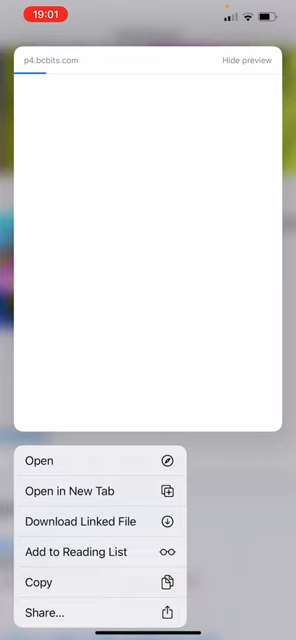 19:01
p4.bcbits.com
Hide preview
Open
Open in New Tab
Download Linked File
Add to Reading List
Copy
Share...